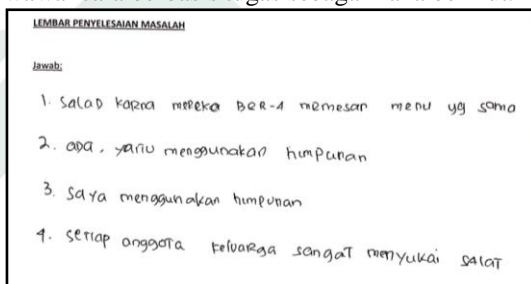 LEMBAR PENYELESAIAN MASALAH
Jawab:
1. Salad karna mereka BER-4 memesan menu yg sama
2. ada, yaitu menggunakan himpunan
3. saya menggunakan himpunan
4. setiap anggota keluarga sangat menyukai salat